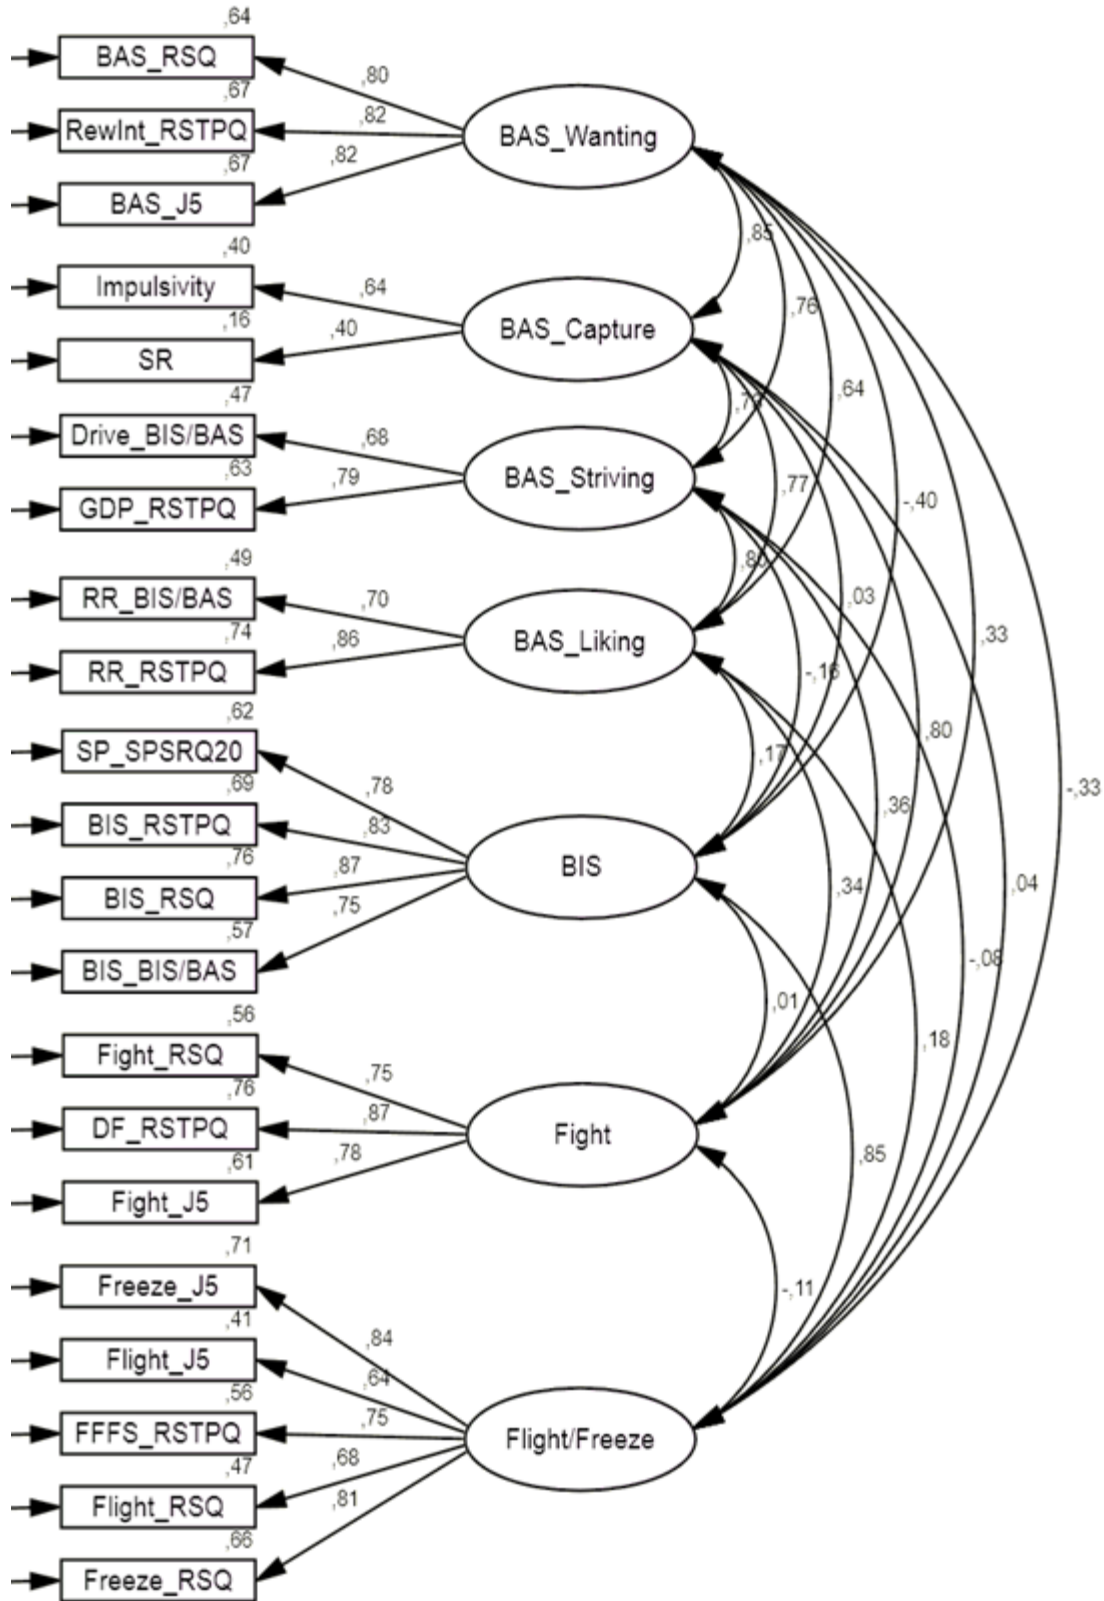 ,64
BAS_RSQ
,80
,67
RewInt_RSTPQ
,82
,67
BAS_J5
,82
BAS_Wanting
,85
,40
Impulsivity
,64
,16
SR
,40
BAS_Capture
,76
,47
Drive_BIS/BAS
,68
,63
GDP_RSTPQ
,79
BAS_Striving
,64
,77
-,40
,49
RR_BIS/BAS
,70
,74
RR_RSTPQ
,86
BAS_Liking
,03
,33
-,16
,62
SP_SPSRQ20
,78
,69
BIS_RSTPQ
,83
,76
BIS_RSQ
,87
,57
BIS_BIS/BAS
,75
BIS
,17
,80
,36
-,33
,34
,04
-,08
,01
,18
,56
Fight_RSQ
,75
,76
DF_RSTPQ
,87
,61
Fight_J5
,78
Fight
,85
-,11
,71
Freeze_J5
,84
,41
Flight_J5
,64
,56
FFFS_RSTPQ
,75
,47
Flight_RSQ
,68
,66
Freeze_RSQ
,81
Flight/Freeze